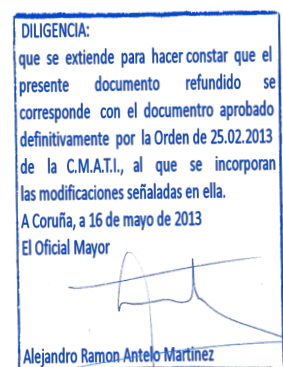 DILIGENCIA:
que se extiende para hacer constar que el
presente documento refundido se
corresponde con el documentro aprobado
definitivamente por la Orden de 25.02.2013
de la C.M.A.T.I., al que se incorporan
las modificaciones señaladas en ella.
A Coruña, a 16 de mayo de 2013
El Oficial Mayor
Alejandro Ramon Antelo Martinez